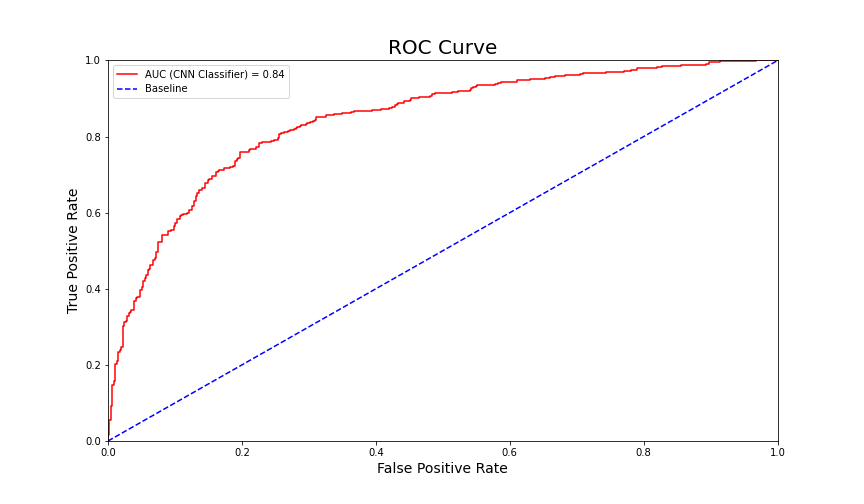 ROC Curve
1.0
AUC (CNN Classifier) = 0.84
Baseline
0.8
0.6
True Positive Rate
0.4
0.2
0.0
0.0 0.2 0.4 0.6 0.8 1.0
False Positive Rate